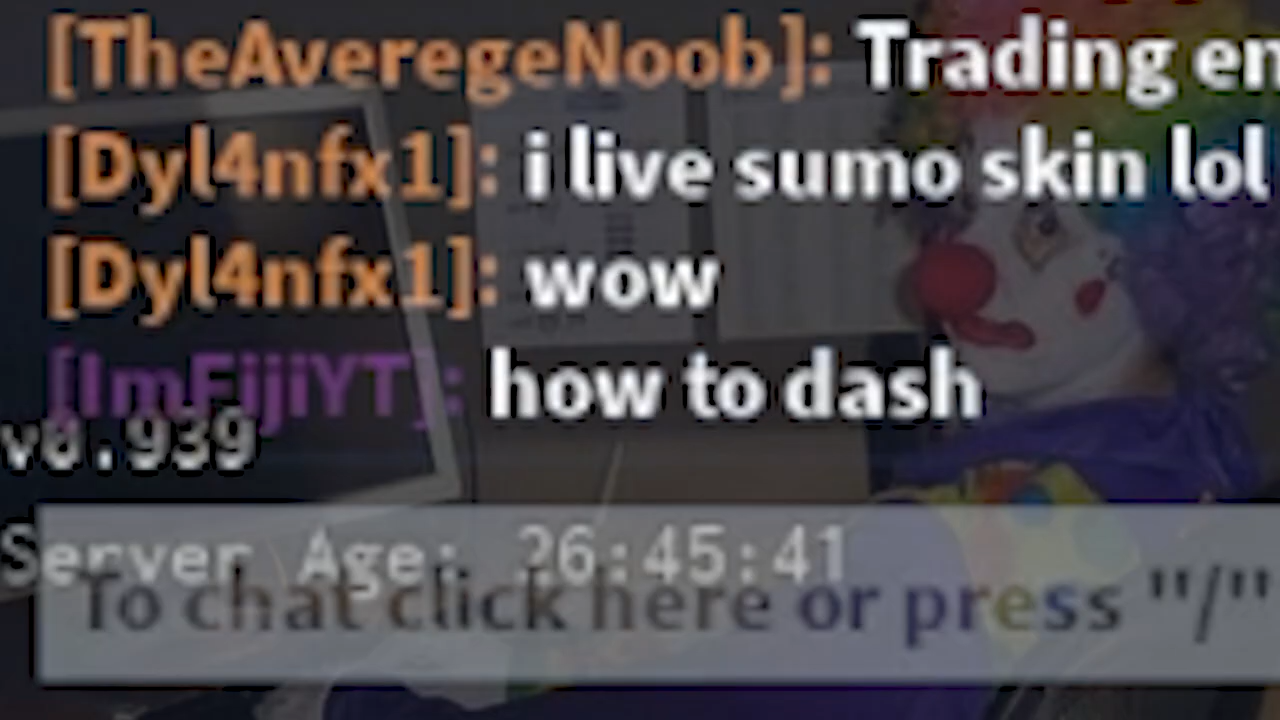 [TheAveregeNoob]: Trading en
[Dyl4nfx1]: i live sumo skin lol
[Dyl4nfx1]: wow
[ImFijiYT]: how to dash
v0.939
Server Age: 26:45:41
To chat click here or press "/"